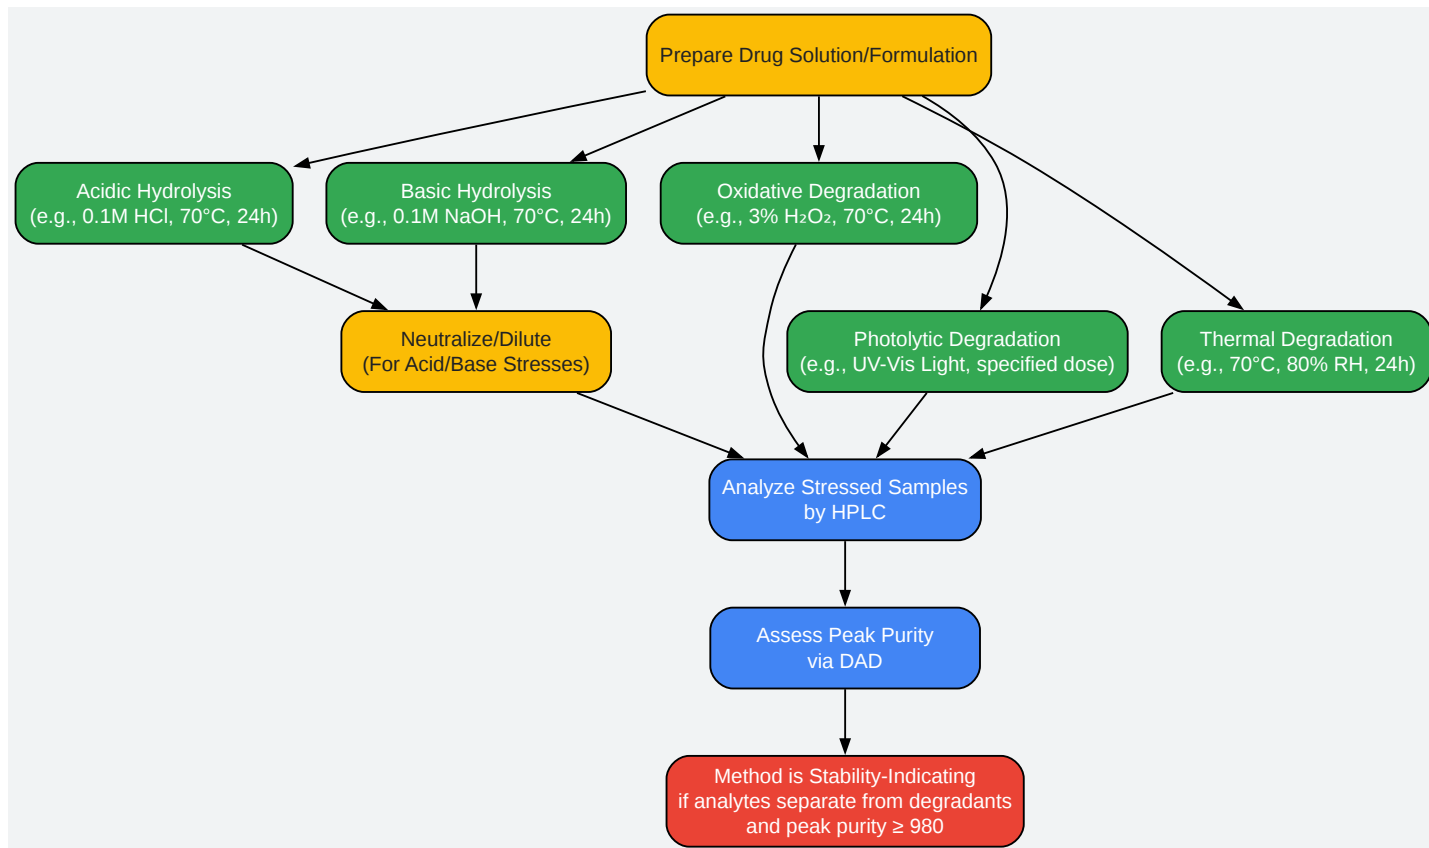 Prepare Drug Solution/Formulation
Acidic Hydrolysis
(e.g., 0.1M HCl, 70°C, 24h)
Basic Hydrolysis
(e.g., 0.1M NaOH, 70°C, 24h)
Oxidative Degradation
(e.g., 3% H₂O₂, 70°C, 24h)
Neutralize/Dilute
(For Acid/Base Stresses)
Photolytic Degradation
(e.g., UV-Vis Light, specified dose)
Thermal Degradation
(e.g., 70°C, 80% RH, 24h)
Analyze Stressed Samples
by HPLC
Assess Peak Purity
via DAD
Method is Stability-Indicating
if analytes separate from degradants
and peak purity ≥ 980